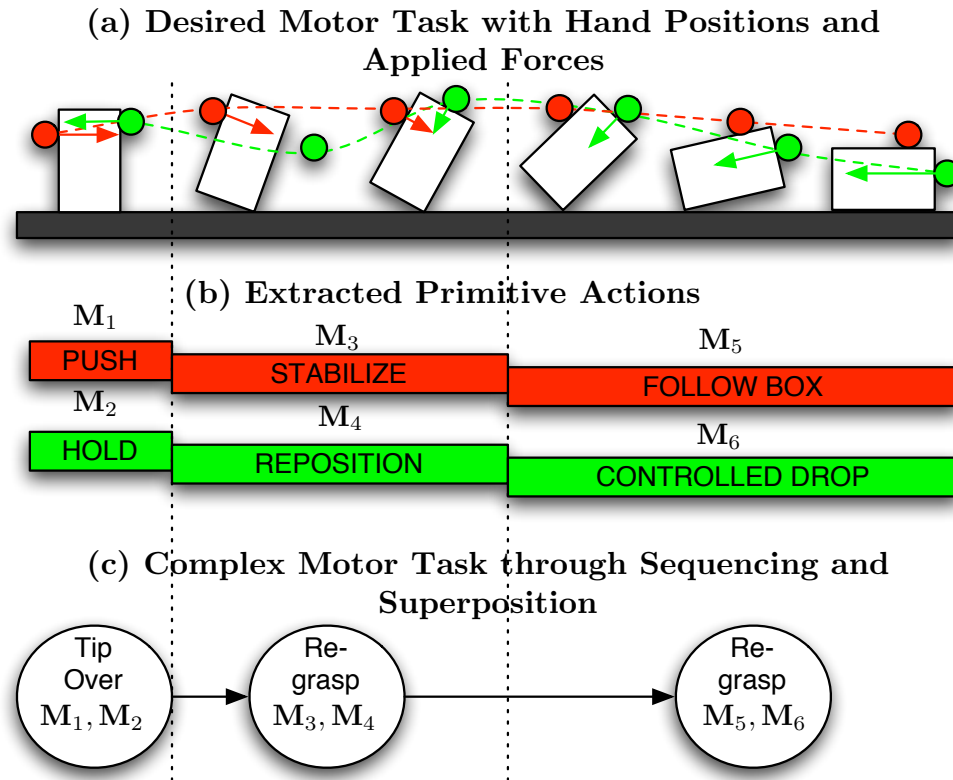 (a) Desired Motor Task with Hand Positions and
Applied Forces
(b) Extracted Primitive Actions
M₁
M₃
M₅
PUSH
STABILIZE
FOLLOW BOX
M₂
M₄
M₆
HOLD
REPOSITION
CONTROLLED DROP
(c) Complex Motor Task through Sequencing and
Superposition
Tip
Over
M₁, M₂
Re-
grasp
M₃, M₄
Re-
grasp
M₅, M₆